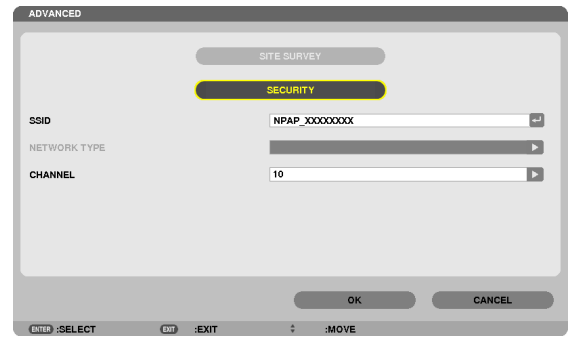 ADVANCED
SITE SURVEY
SECURITY
SSID NPAP_XXXXXXXX
NETWORK TYPE
CHANNEL 10
OK CANCEL
ENTER :SELECT EXIT :EXIT :MOVE